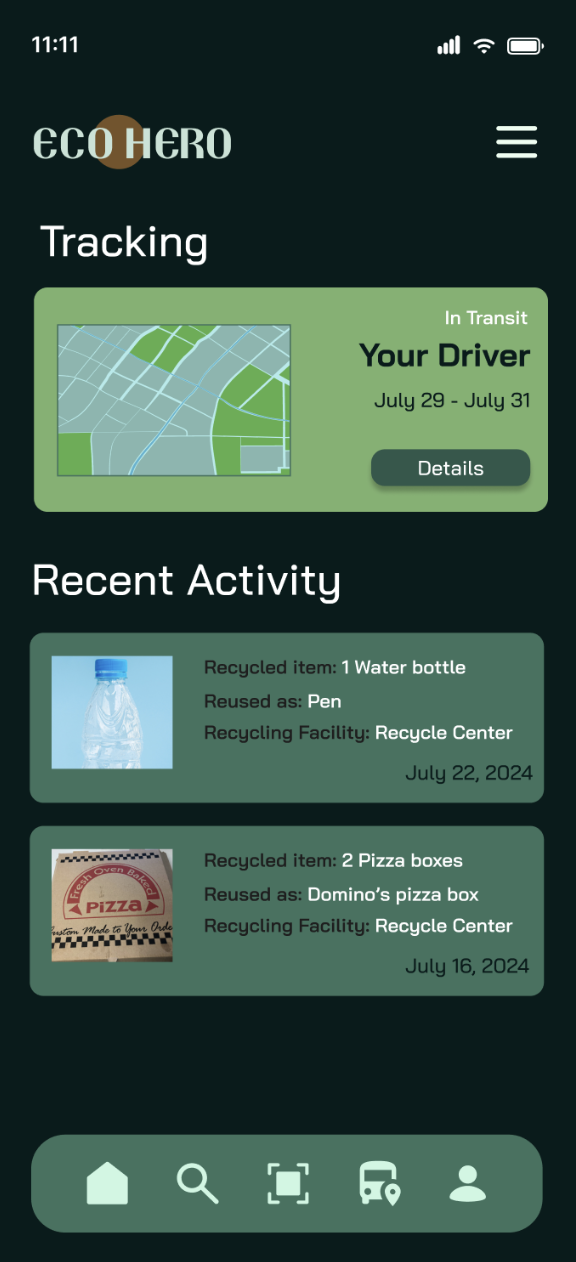 11:11
ECO HERO
Tracking
In Transit
Your Driver
July 29 - July 31
Details
Recent Activity
Recycled item: 1 Water bottle
Reused as: Pen
Recycling Facility: Recycle Center
July 22, 2024
Recycled item: 2 Pizza boxes
Reused as: Domino's pizza box
Recycling Facility: Recycle Center
July 16, 2024
Fresh Oven Baked
Pizza
Custom Made to Your Orde